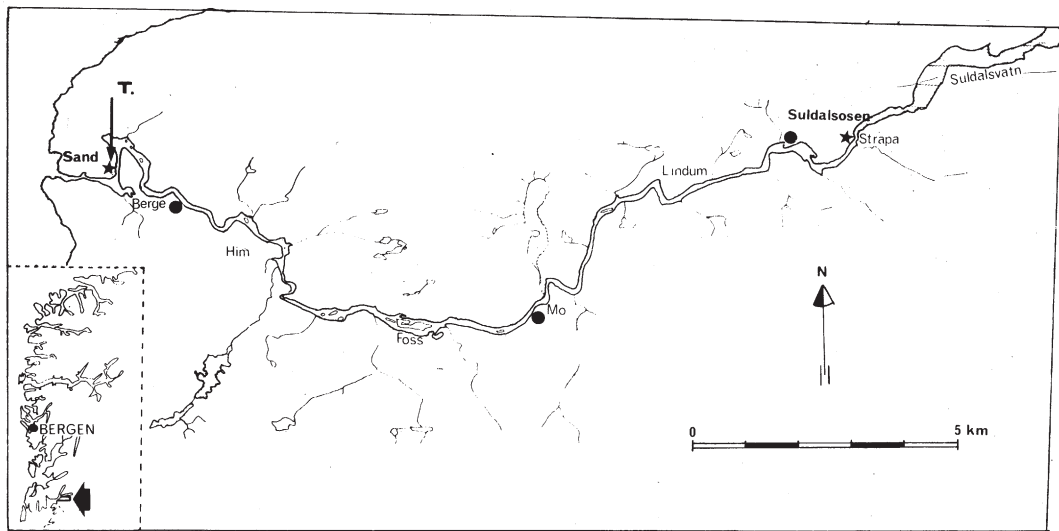 T.
Sand
Berge
Him
Foss
Mo
Lindum
Suldalsosen
Strapa
Suldalsvatn
N
0
5 km
BERGEN